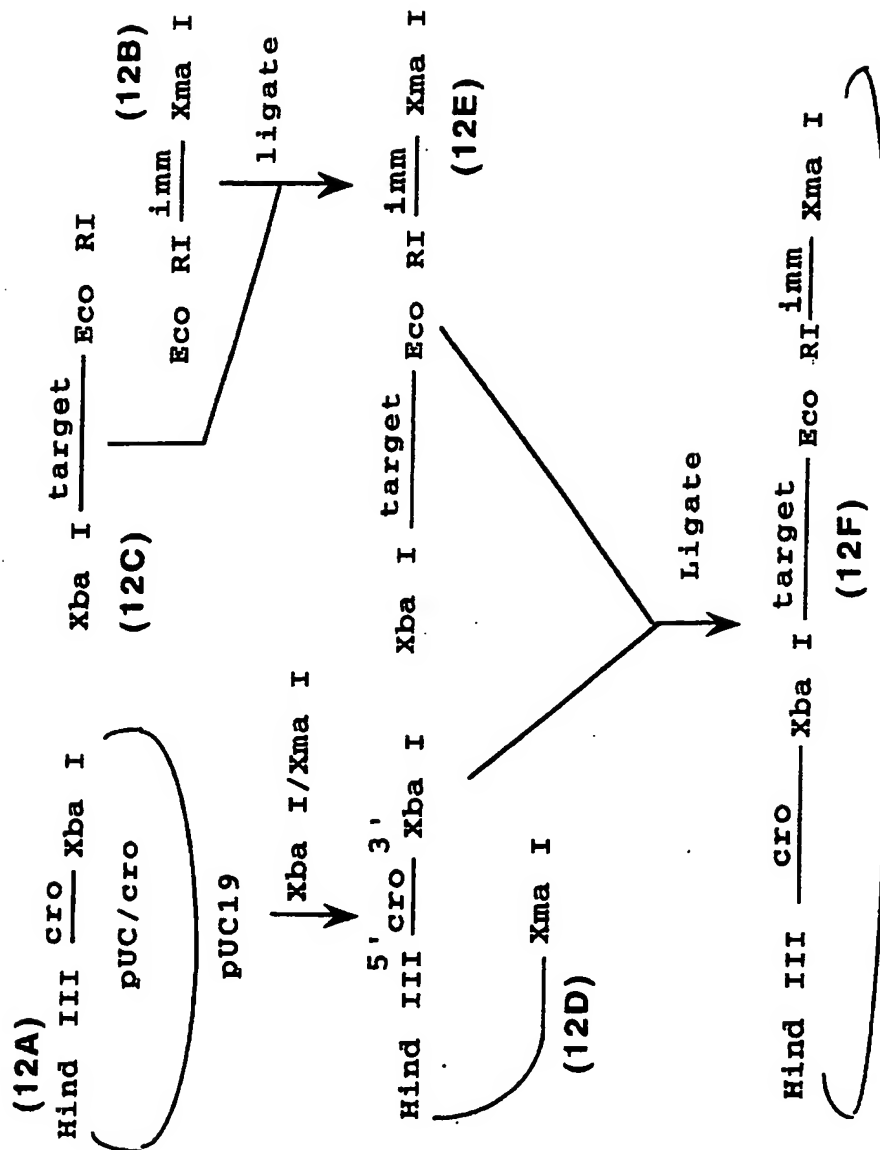 (12A)
Hind III cro Xba I
pUC/cro
pUC19
Xba I/Xma I
5' 3'
Hind III cro Xba I
Xma I
(12D)
Xba I target Eco RI
(12C)
(12B)
Eco RI imm Xma I
ligate
Xba I target Eco RI imm Xma I
(12E)
Ligate
Hind III cro Xba I target Eco RI imm Xma I
(12F)